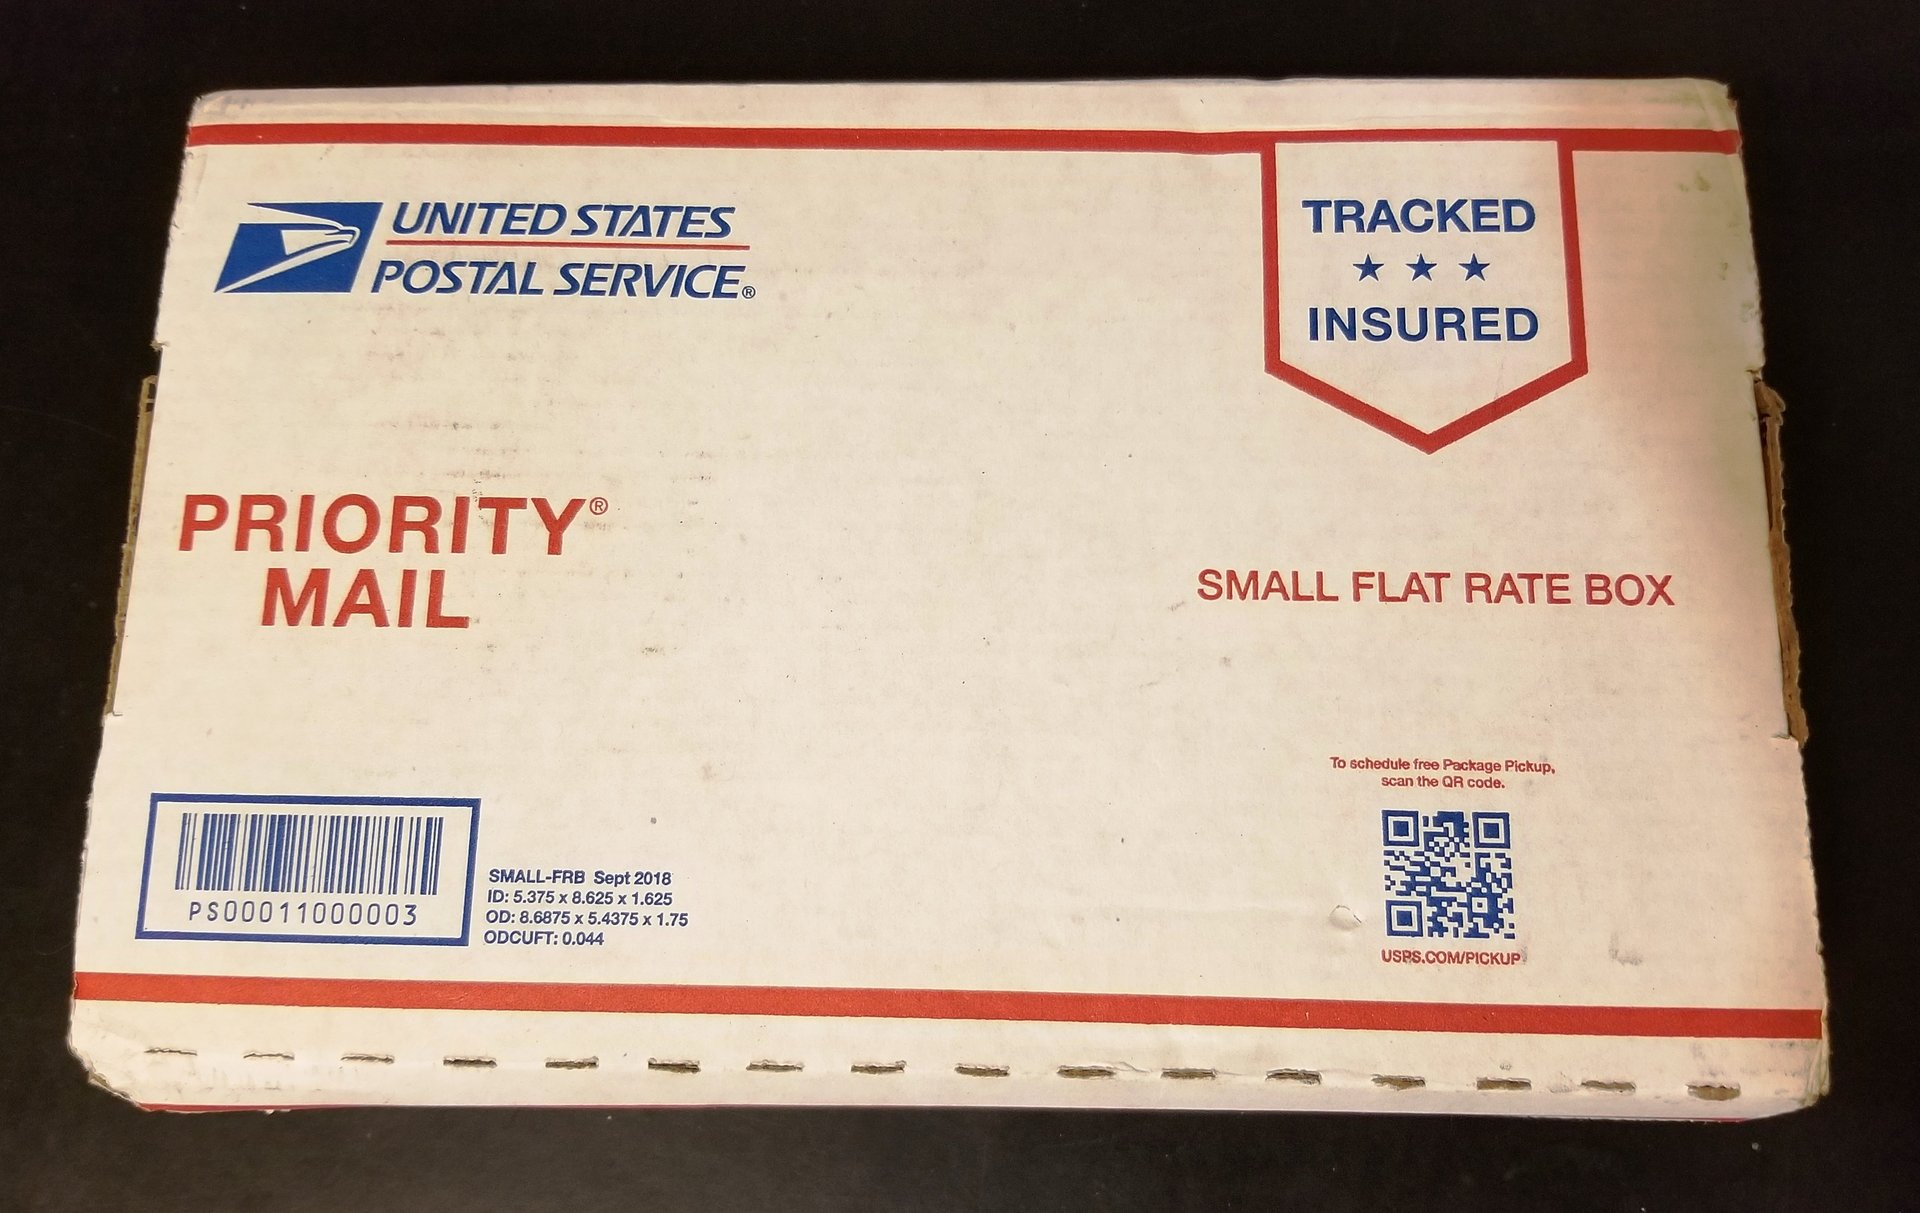 UNITED STATES
POSTAL SERVICE®
TRACKED
★ ★ ★
INSURED
PRIORITY®
MAIL
SMALL FLAT RATE BOX
To schedule free Package Pickup,
scan the QR code.
USPS.COM/PICKUP
PS00011000003
SMALL-FRB Sept 2018
ID: 5.375 x 8.625 x 1.625
OD: 8.6875 x 5.4375 x 1.75
ODCUFT: 0.044